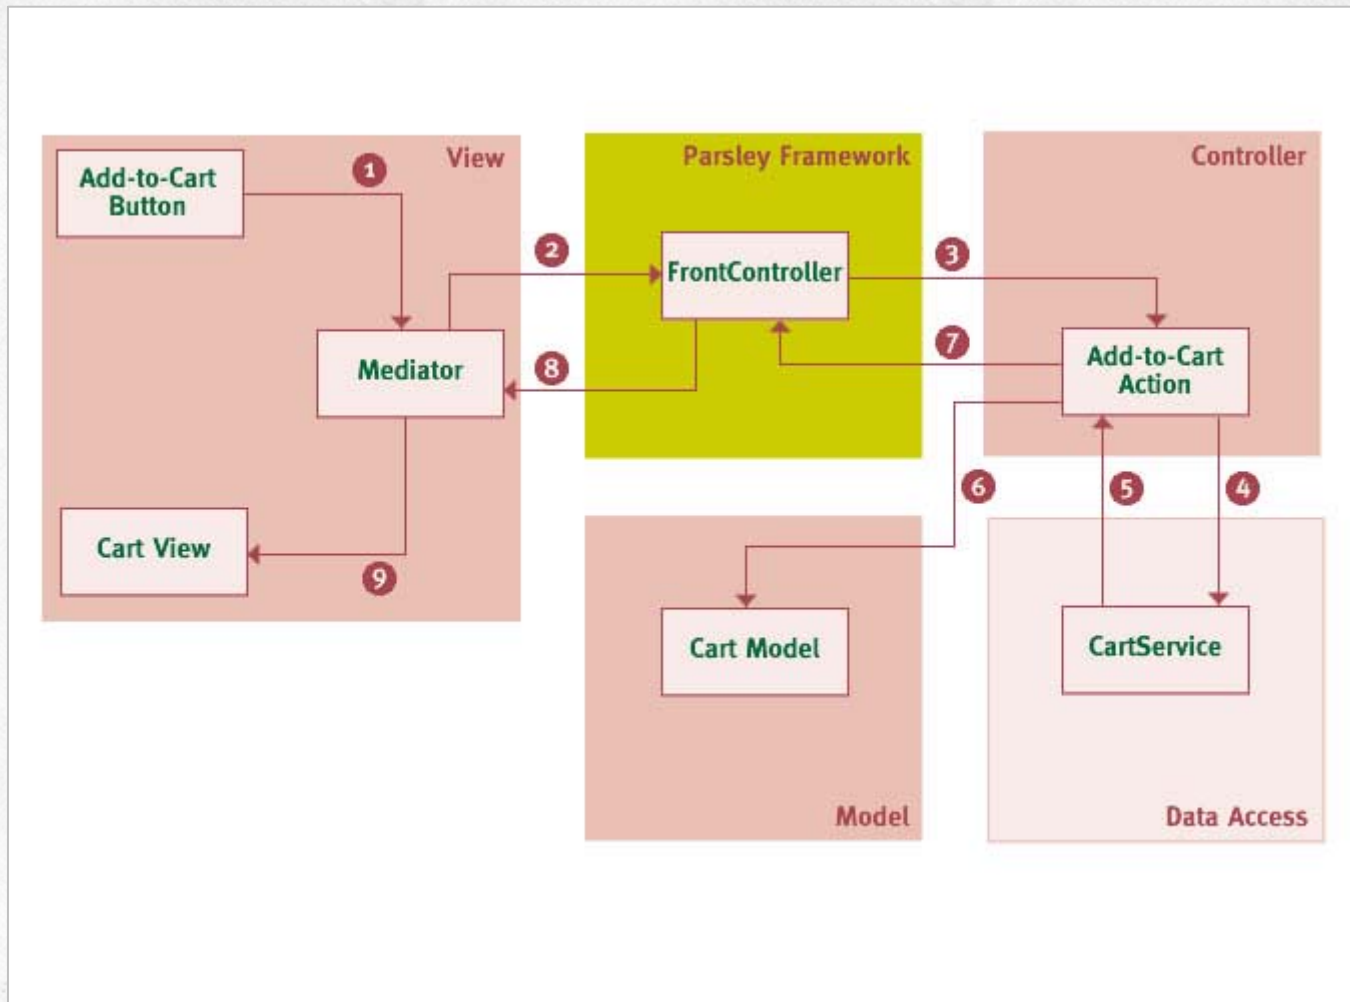 View
Add-to-Cart
Button
1
Mediator
Cart View
9
2
8
Parsley Framework
FrontController
3
7
Controller
Add-to-Cart
Action
6
5
4
Cart Model
Model
CartService
Data Access